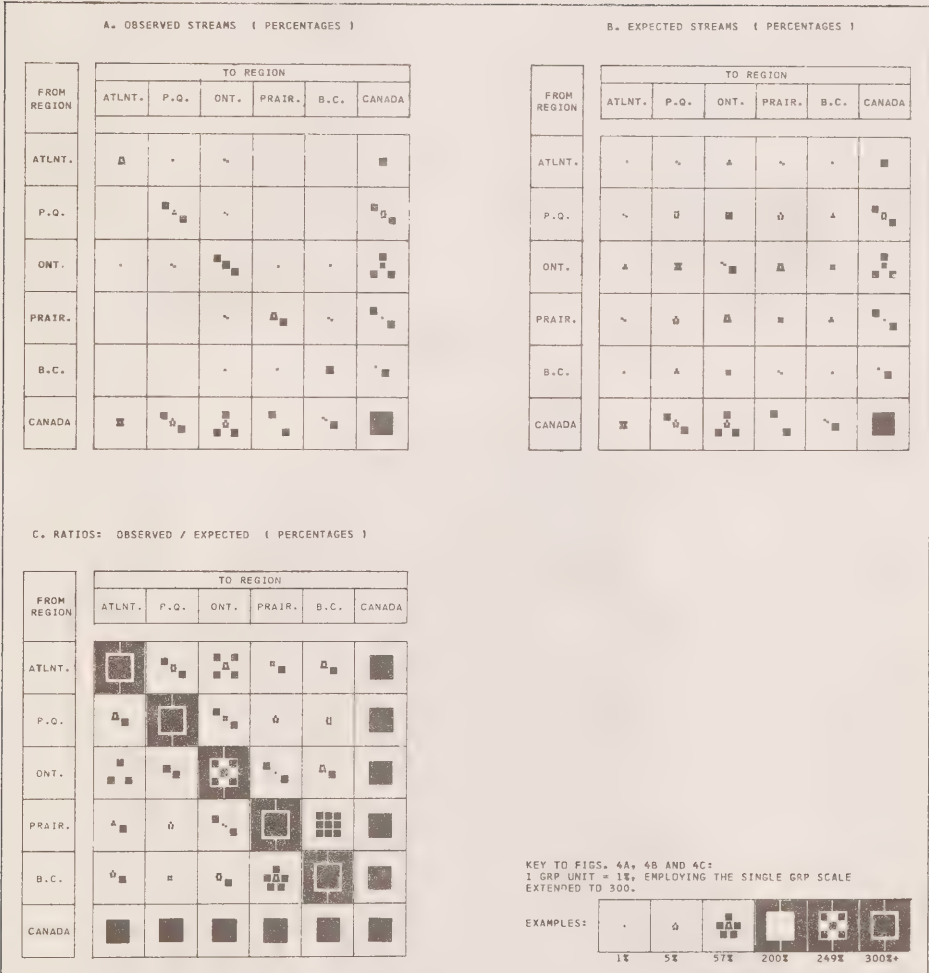 A. OBSERVED STREAMS ( PERCENTAGES )
TO REGION
FROM REGION
ATLNT. P.Q. ONT. PRAIR. B.C. CANADA
ATLNT.
P.Q.
ONT.
PRAIR.
B.C.
CANADA
B. EXPECTED STREAMS ( PERCENTAGES )
TO REGION
FROM REGION
ATLNT. P.Q. ONT. PRAIR. B.C. CANADA
ATLNT.
P.Q.
ONT.
PRAIR.
B.C.
CANADA
C. RATIOS: OBSERVED / EXPECTED ( PERCENTAGES )
TO REGION
FROM REGION
ATLNT. P.Q. ONT. PRAIR. B.C. CANADA
ATLNT.
P.Q.
ONT.
PRAIR.
B.C.
CANADA
KEY TO FIGS. 4A, 4B AND 4C:
1 GRP UNIT = 1%, EMPLOYING THE SINGLE GRP SCALE
EXTENDED TO 300.
EXAMPLES:
1% 5% 57% 200% 249% 300%+